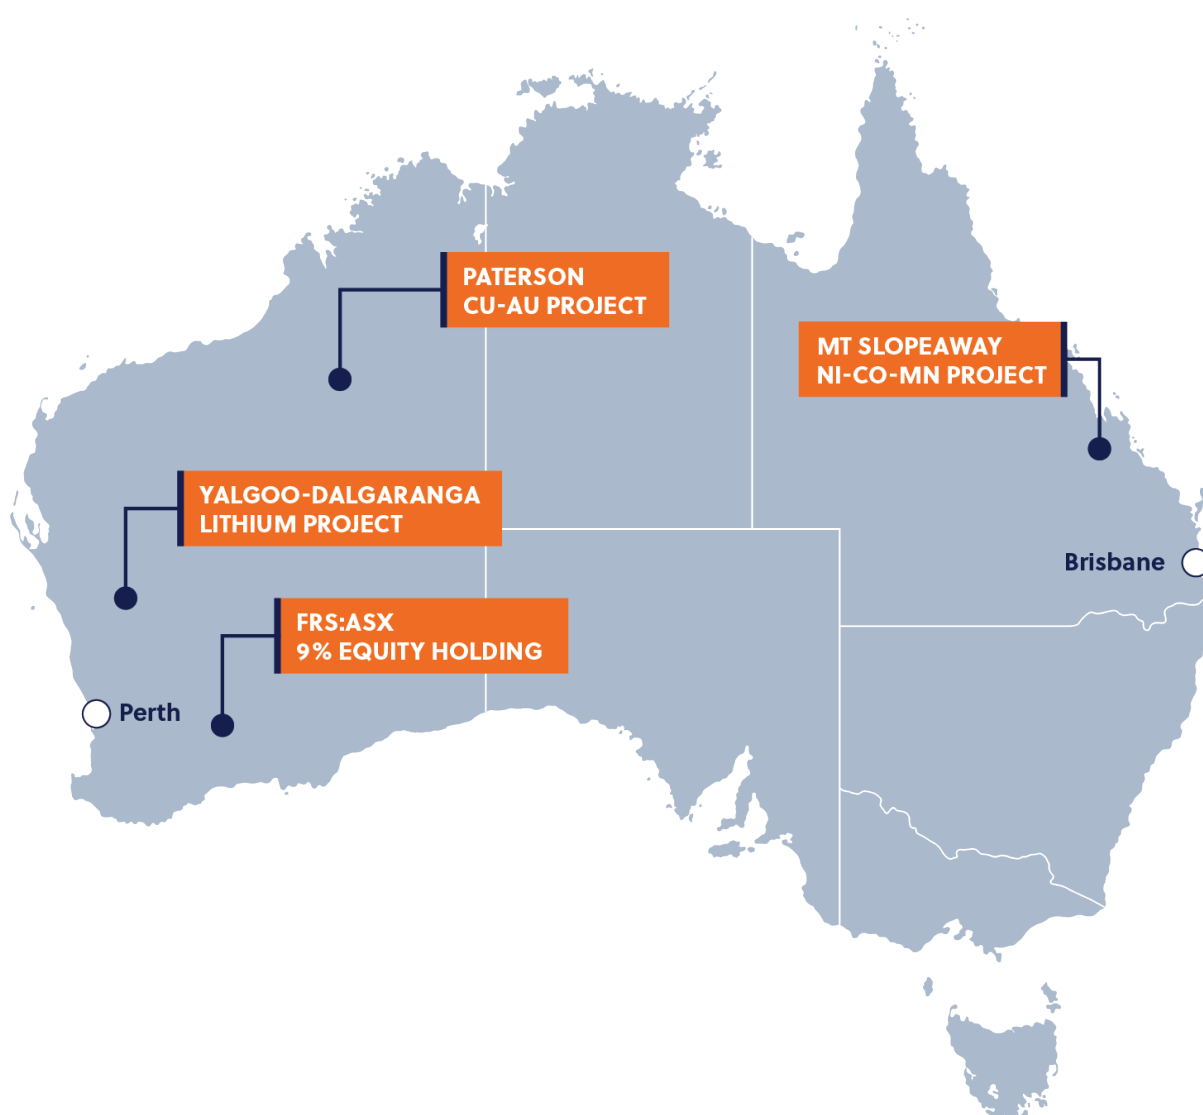 PATERSON
CU-AU PROJECT
MT SLOPEAWAY
NI-CO-MN PROJECT
YALGOO-DALGARANGA
LITHIUM PROJECT
Brisbane
FRS:ASX
9% EQUITY HOLDING
Perth